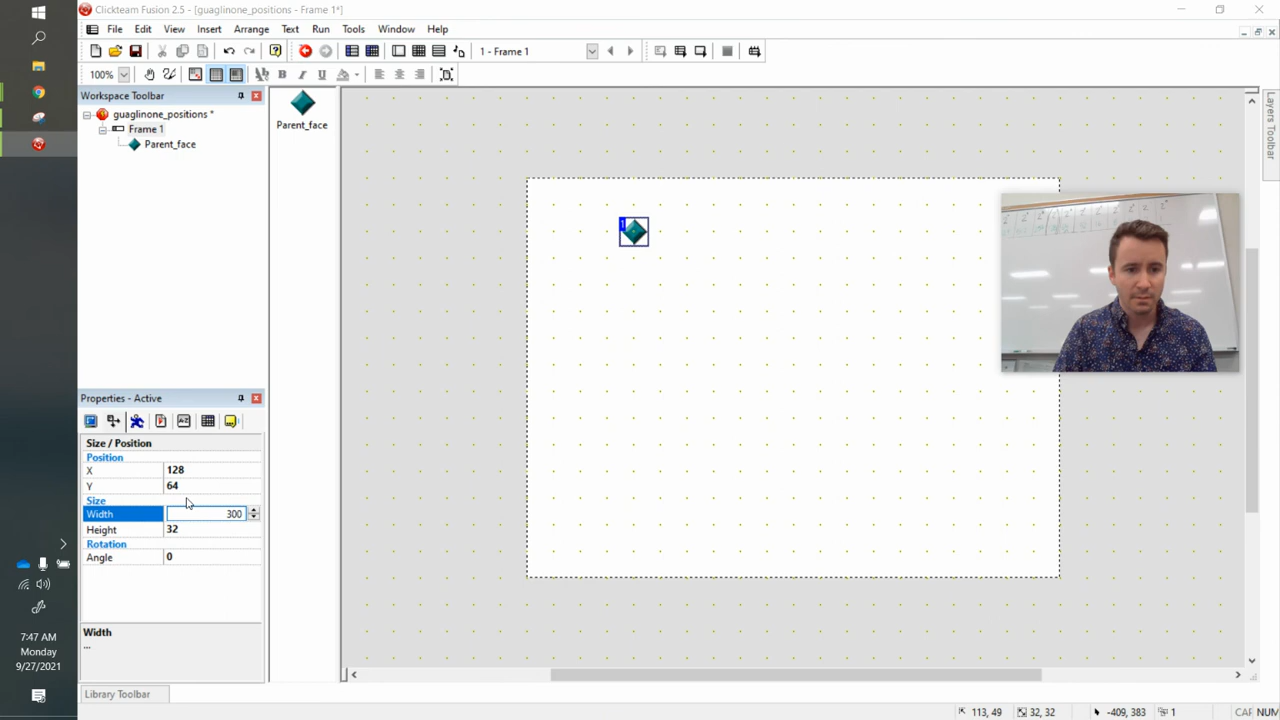 Clickteam Fusion 2.5 - [guaglinone_positions - Frame 1*]
File Edit View Insert Arrange Text Run Tools Window Help
1 - Frame 1
100%
B I U
Workspace Toolbar
guaglinone_positions *
Frame 1
Parent_face
Parent_face
Layers Toolbar
1
Properties - Active
Size / Position
Position
X 128
Y 64
Size
Width 300
Height 32
Rotation
Angle 0
Width
...
Library Toolbar
7:47 AM
Monday
9/27/2021
113, 49 32, 32 -409, 383 1 CAP NUM